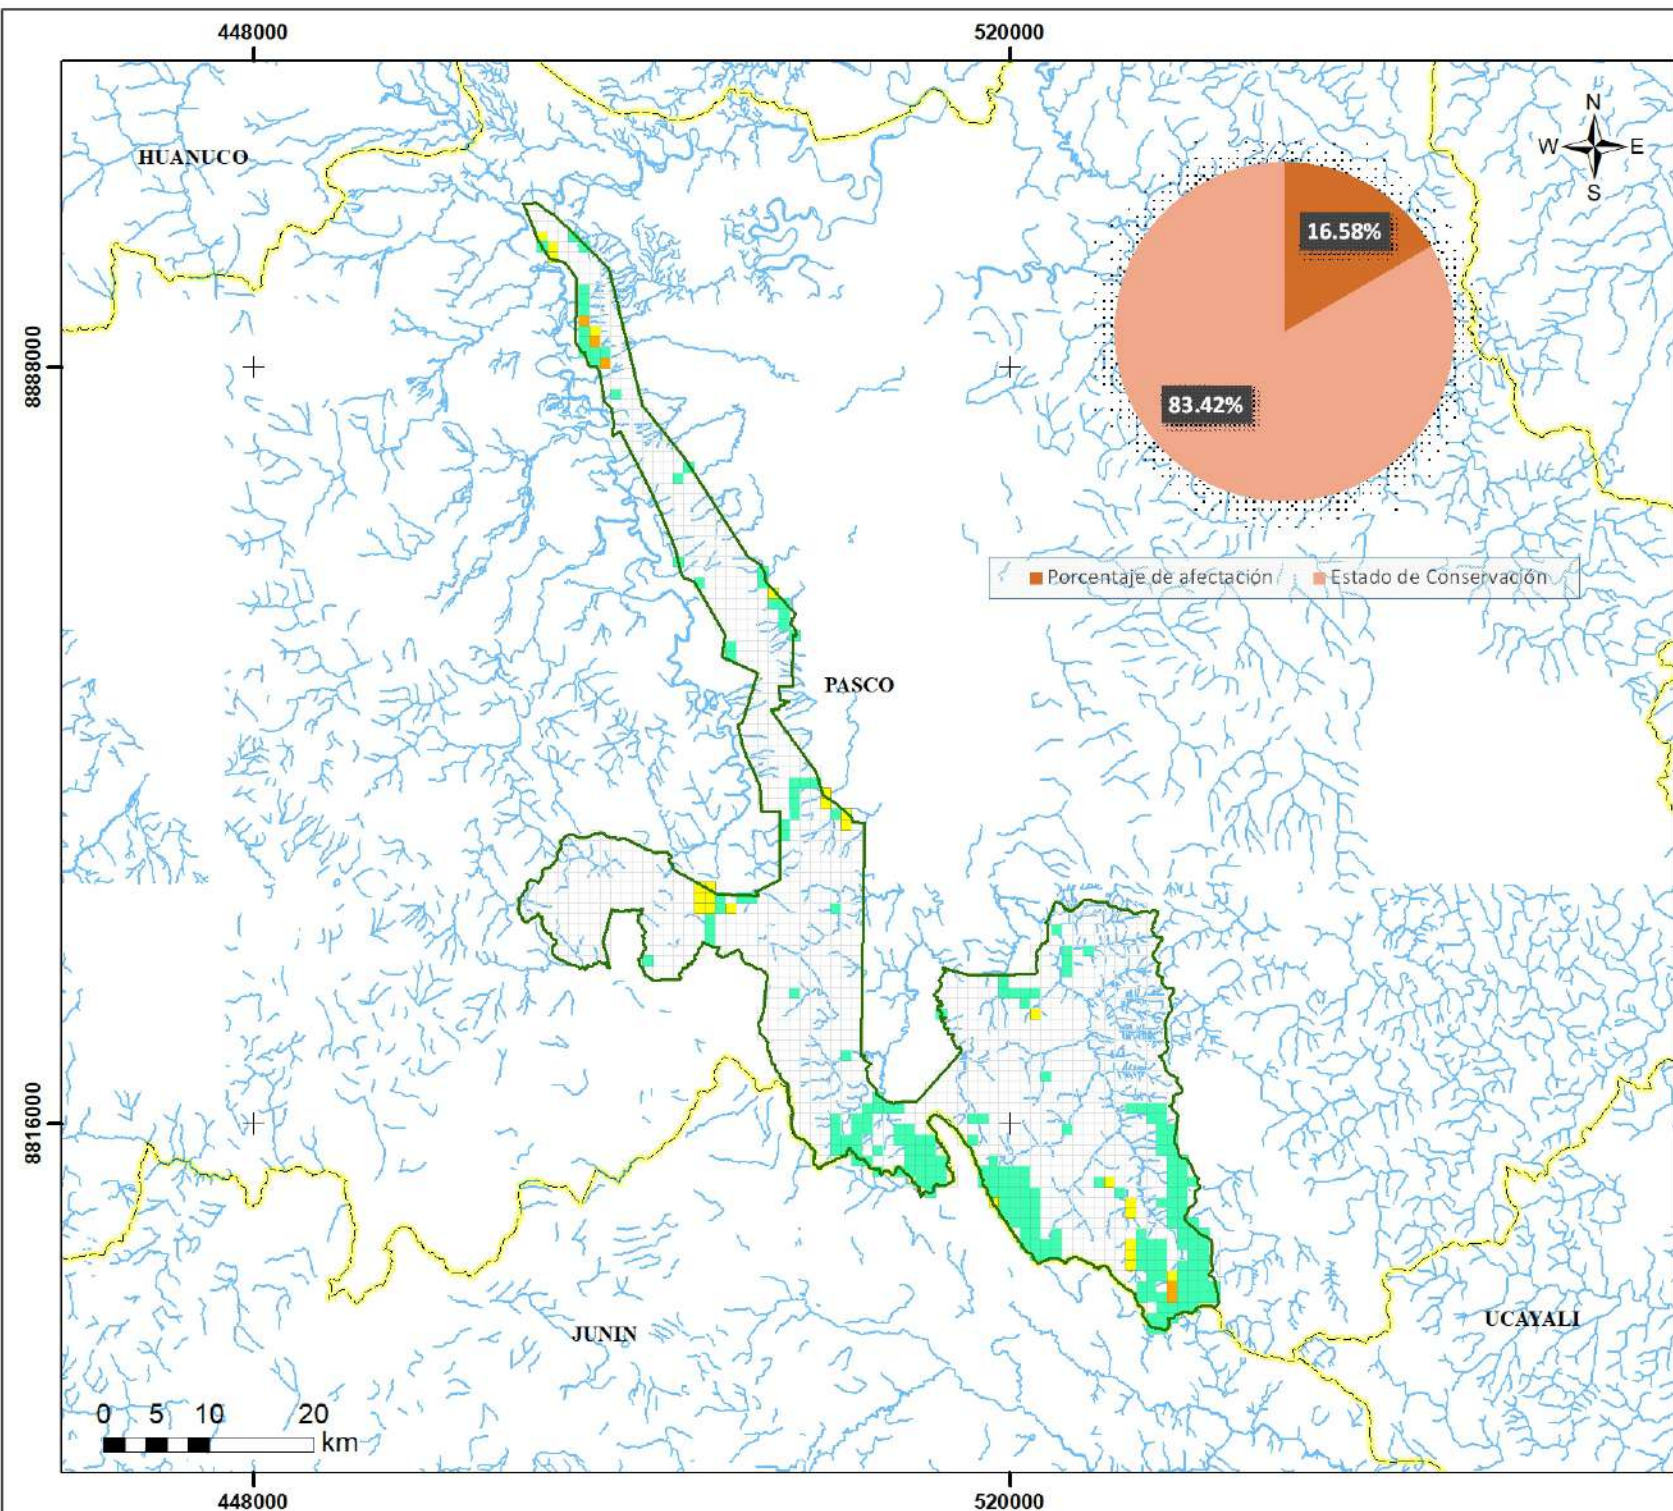 448000 520000
N
W E
S
HUANUCO
16.58%
8888000
83.42%
Porcentaje de afectación Estado de Conservación
PASCO
8816000
JUNIN
UCAYALI
0 5 10 20
km
448000 520000